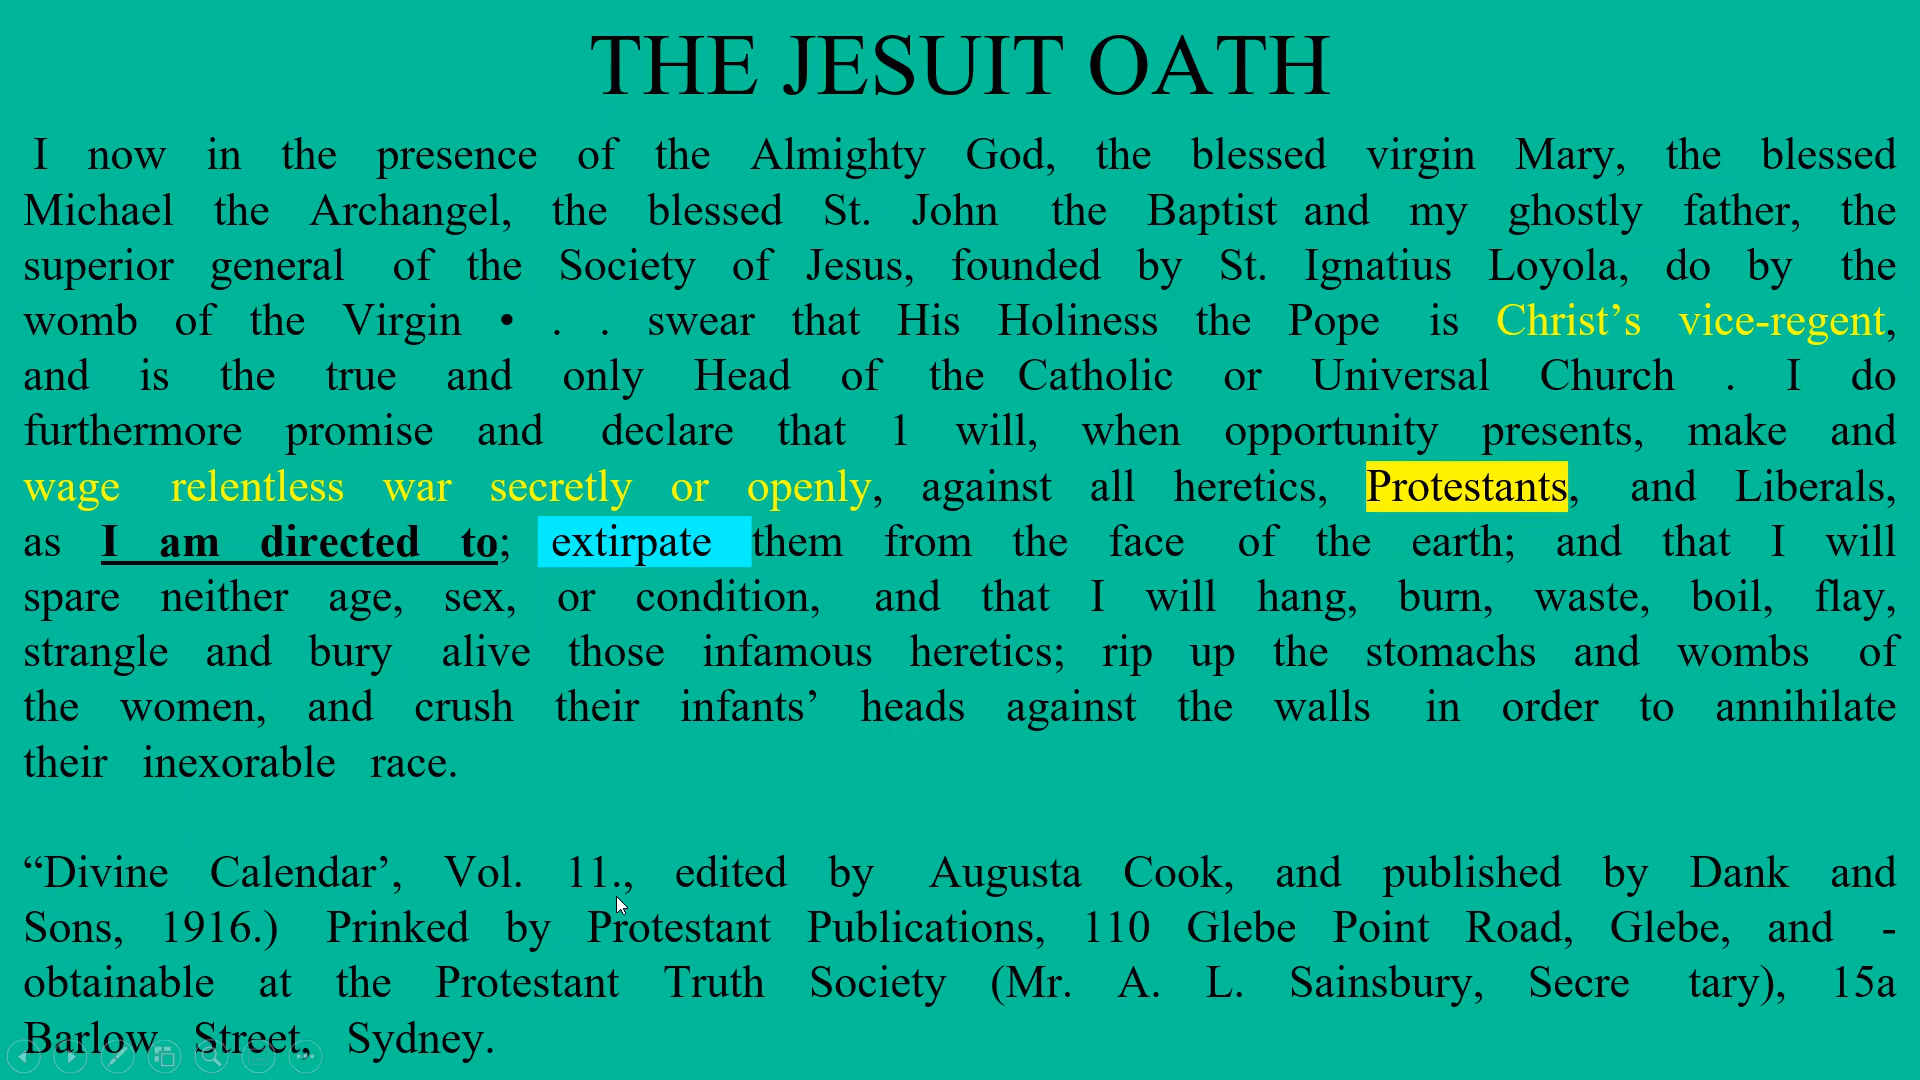 THE JESUIT OATH
I now in the presence of the Almighty God, the blessed virgin Mary, the blessed
Michael the Archangel, the blessed St. John the Baptist and my ghostly father, the
superior general of the Society of Jesus, founded by St. Ignatius Loyola, do by the
womb of the Virgin • . . swear that His Holiness the Pope is Christ’s vice-regent,
and is the true and only Head of the Catholic or Universal Church . I do
furthermore promise and declare that 1 will, when opportunity presents, make and
wage relentless war secretly or openly, against all heretics, Protestants, and Liberals,
as I am directed to; extirpate them from the face of the earth; and that I will
spare neither age, sex, or condition, and that I will hang, burn, waste, boil, flay,
strangle and bury alive those infamous heretics; rip up the stomachs and wombs of
the women, and crush their infants’ heads against the walls in order to annihilate
their inexorable race.
“Divine Calendar’, Vol. 11., edited by Augusta Cook, and published by Dank and
Sons, 1916.) Prinked by Protestant Publications, 110 Glebe Point Road, Glebe, and -
obtainable at the Protestant Truth Society (Mr. A. L. Sainsbury, Secre tary), 15a
Barlow Street, Sydney.